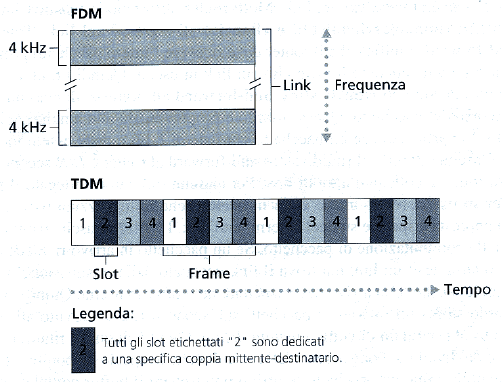 FDM
4 kHz
4 kHz
Link
Frequenza
TDM
1 2 3 4 1 2 3 4 1 2 3 4 1 2 3 4
Slot
Frame
Tempo
Legenda:
2
Tutti gli slot etichettati "2" sono dedicati
a una specifica coppia mittente-destinatario.